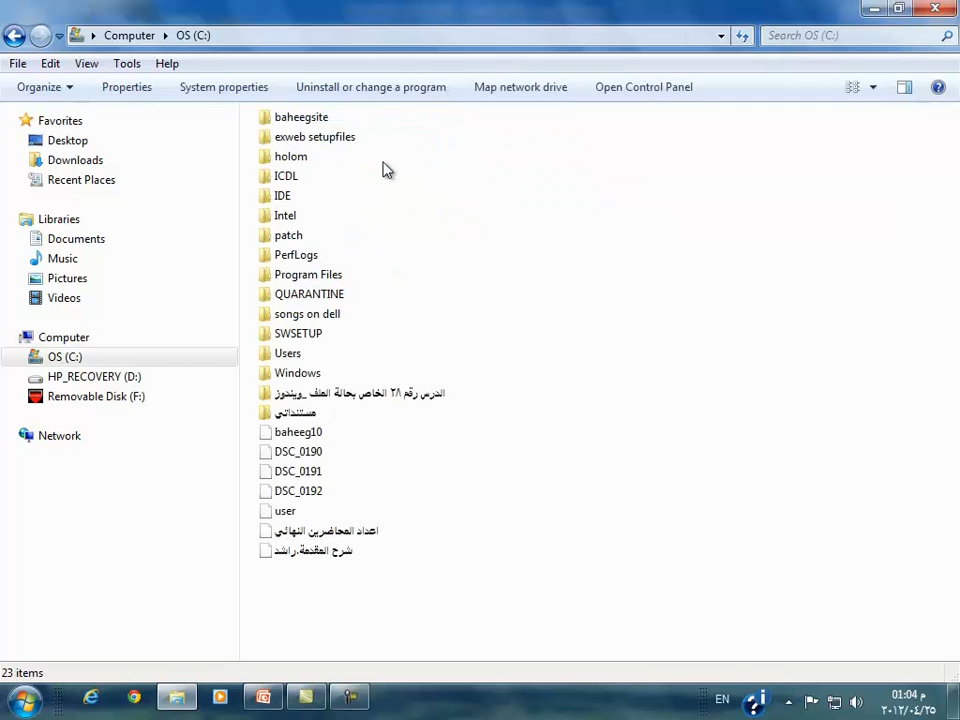 Computer
OS (C:)
Search OS (C:)
File Edit View Tools Help
Organize Properties System properties Uninstall or change a program Map network drive Open Control Panel
Favorites
Desktop
Downloads
Recent Places
Libraries
Documents
Music
Pictures
Videos
Computer
OS (C:)
HP_RECOVERY (D:)
Removable Disk (F:)
Network
baheegsite
exweb setupfiles
holom
ICDL
IDE
Intel
patch
PerfLogs
Program Files
QUARANTINE
songs on dell
SWSETUP
Users
Windows
الدرس رقم ٢٨ الخاص بحالة الملف _ويندوز
مستنداتي
baheeg10
DSC_0190
DSC_0191
DSC_0192
user
اعداد المحاضرين النهائي
شرح المقدمة.راشد
23 items
EN
01:04 م
٢٠١٢/٠٤/٢٥